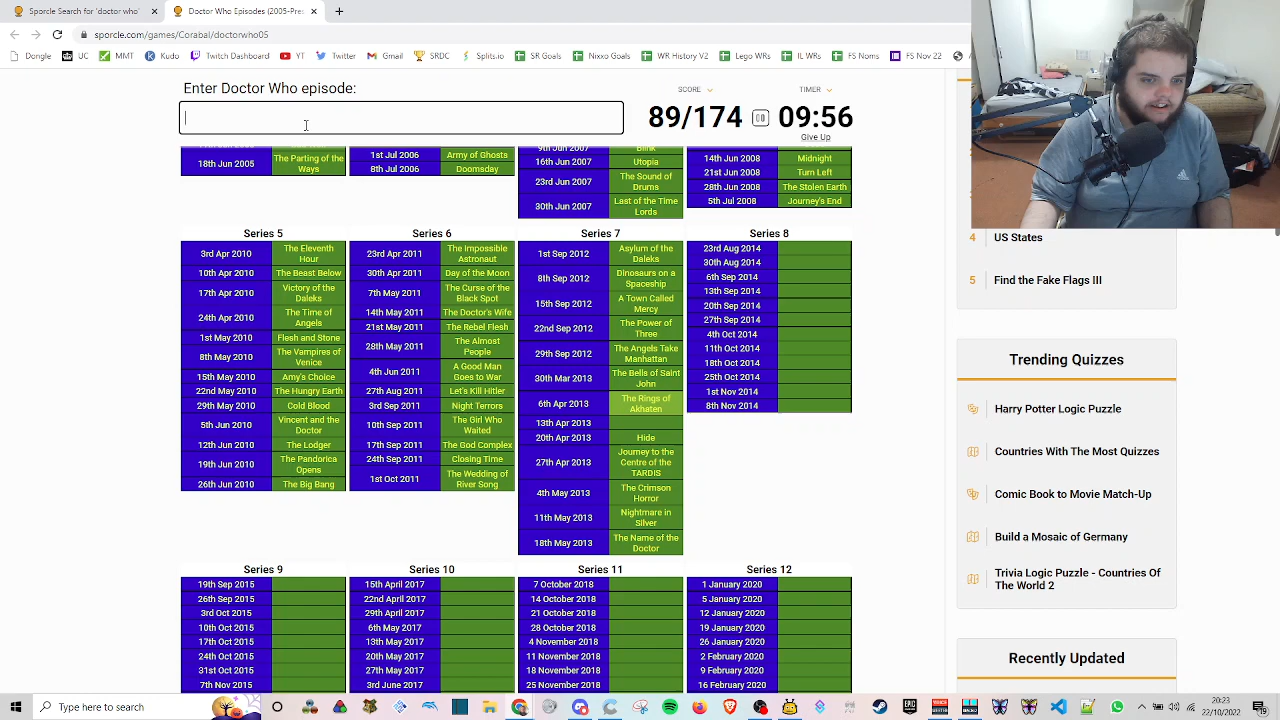 Sporcle Search for 'doctor who'
Doctor Who Episodes (2005-Pres
sporcle.com/games/Corabal/doctorwho05
Dongle UC MMT Kudo YT Twitter Gmail SRDC Splits.io SR Goals Nixxo Goals WR History V2 Lego WRs IL WRs FS Noms FS Nov 22
Enter Doctor Who episode:
SCORE
89/174
TIMER
09:56
Give Up
18th Jun 2005 The Parting of the Ways
1st Jul 2006 Army of Ghosts
8th Jul 2006 Doomsday
9th Jun 2007 Blink
16th Jun 2007 Utopia
23rd Jun 2007 The Sound of Drums
30th Jun 2007 Last of the Time Lords
14th Jun 2008 Midnight
21st Jun 2008 Turn Left
28th Jun 2008 The Stolen Earth
5th Jul 2008 Journey's End
Series 5
3rd Apr 2010 The Eleventh Hour
10th Apr 2010 The Beast Below
17th Apr 2010 Victory of the Daleks
24th Apr 2010 The Time of Angels
1st May 2010 Flesh and Stone
8th May 2010 The Vampires of Venice
15th May 2010 Amy's Choice
22nd May 2010 The Hungry Earth
29th May 2010 Cold Blood
5th Jun 2010 Vincent and the Doctor
12th Jun 2010 The Lodger
19th Jun 2010 The Pandorica Opens
26th Jun 2010 The Big Bang
Series 6
23rd Apr 2011 The Impossible Astronaut
30th Apr 2011 Day of the Moon
7th May 2011 The Curse of the Black Spot
14th May 2011 The Doctor's Wife
21st May 2011 The Rebel Flesh
28th May 2011 The Almost People
4th Jun 2011 A Good Man Goes to War
27th Aug 2011 Let's Kill Hitler
3rd Sep 2011 Night Terrors
10th Sep 2011 The Girl Who Waited
17th Sep 2011 The God Complex
24th Sep 2011 Closing Time
1st Oct 2011 The Wedding of River Song
Series 7
1st Sep 2012 Asylum of the Daleks
8th Sep 2012 Dinosaurs on a Spaceship
15th Sep 2012 A Town Called Mercy
22nd Sep 2012 The Power of Three
29th Sep 2012 The Angels Take Manhattan
30th Mar 2013 The Bells of Saint John
6th Apr 2013 The Rings of Akhaten
13th Apr 2013
20th Apr 2013 Hide
27th Apr 2013 Journey to the Centre of the TARDIS
4th May 2013 The Crimson Horror
11th May 2013 Nightmare in Silver
18th May 2013 The Name of the Doctor
Series 8
23rd Aug 2014
30th Aug 2014
6th Sep 2014
13th Sep 2014
20th Sep 2014
27th Sep 2014
4th Oct 2014
11th Oct 2014
18th Oct 2014
25th Oct 2014
1st Nov 2014
8th Nov 2014
Series 9
19th Sep 2015
26th Sep 2015
3rd Oct 2015
10th Oct 2015
17th Oct 2015
24th Oct 2015
31st Oct 2015
7th Nov 2015
Series 10
15th April 2017
22nd April 2017
29th April 2017
6th May 2017
13th May 2017
20th May 2017
27th May 2017
3rd June 2017
Series 11
7 October 2018
14 October 2018
21 October 2018
28 October 2018
4 November 2018
11 November 2018
18 November 2018
25 November 2018
Series 12
1 January 2020
5 January 2020
12 January 2020
19 January 2020
26 January 2020
2 February 2020
9 February 2020
16 February 2020
4 US States
5 Find the Fake Flags III
Trending Quizzes
Harry Potter Logic Puzzle
Countries With The Most Quizzes
Comic Book to Movie Match-Up
Build a Mosaic of Germany
Trivia Logic Puzzle - Countries Of The World 2
Recently Updated
Type here to search
20:23
22/10/2022